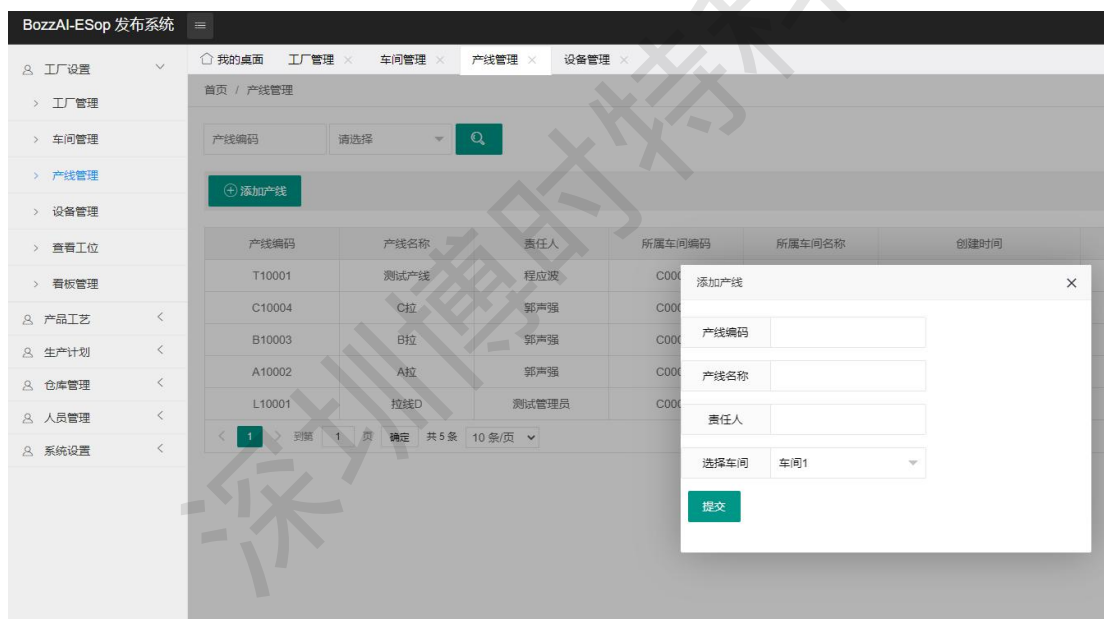 BozzAI-ESop 发布系统
我的桌面 工厂管理 车间管理 产线管理 设备管理
工厂设置
工厂管理
车间管理
产线管理
设备管理
查看工位
看板管理
产品工艺
生产计划
仓库管理
人员管理
系统设置
首页 / 产线管理
产线编码 请选择
添加产线
产线编码 产线名称 责任人 所属车间编码 所属车间名称 创建时间
T10001 测试产线 程应波 C000
C10004 C拉 郭声强 C000
B10003 B拉 郭声强 C000
A10002 A拉 郭声强 C000
L10001 拉线D 测试管理员 C000
1 到第 1 页 确定 共 5 条 10 条/页
添加产线
产线编码
产线名称
责任人
选择车间 车间1
提交
深圳博时特科